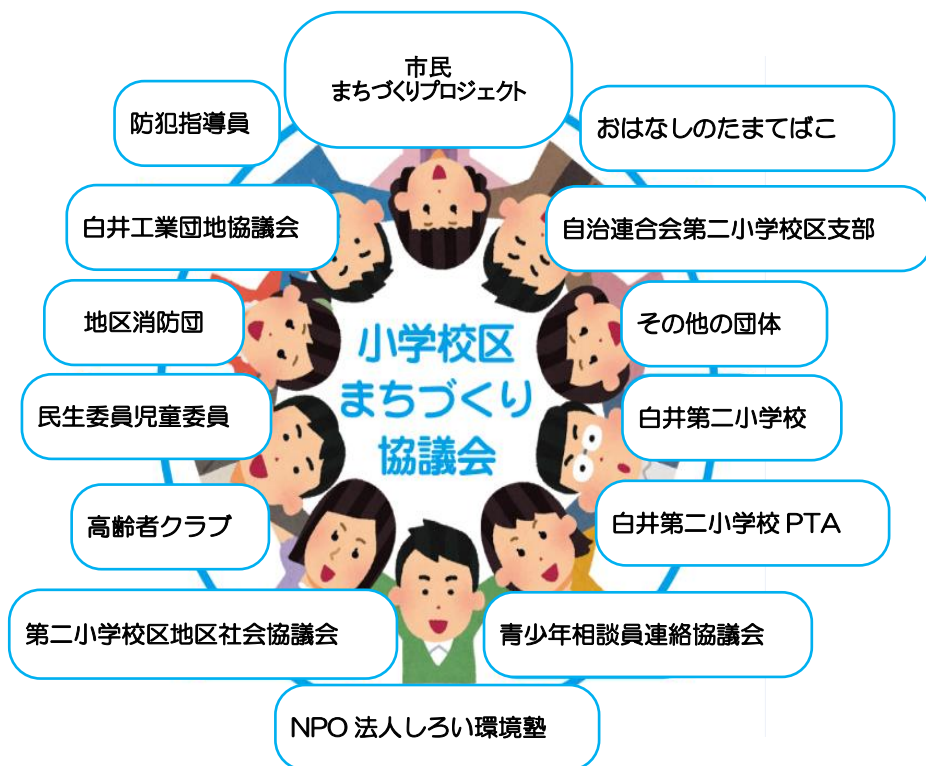 市民
まちづくりプロジェクト
防犯指導員
おはなしのたまてばこ
白井工業団地協議会
自治連合会第二小学校区支部
地区消防団
その他の団体
小学校区
まちづくり
協議会
民生委員児童委員
白井第二小学校
高齢者クラブ
白井第二小学校 PTA
第二小学校区地区社会協議会
青少年相談員連絡協議会
NPO 法人しろい環境塾